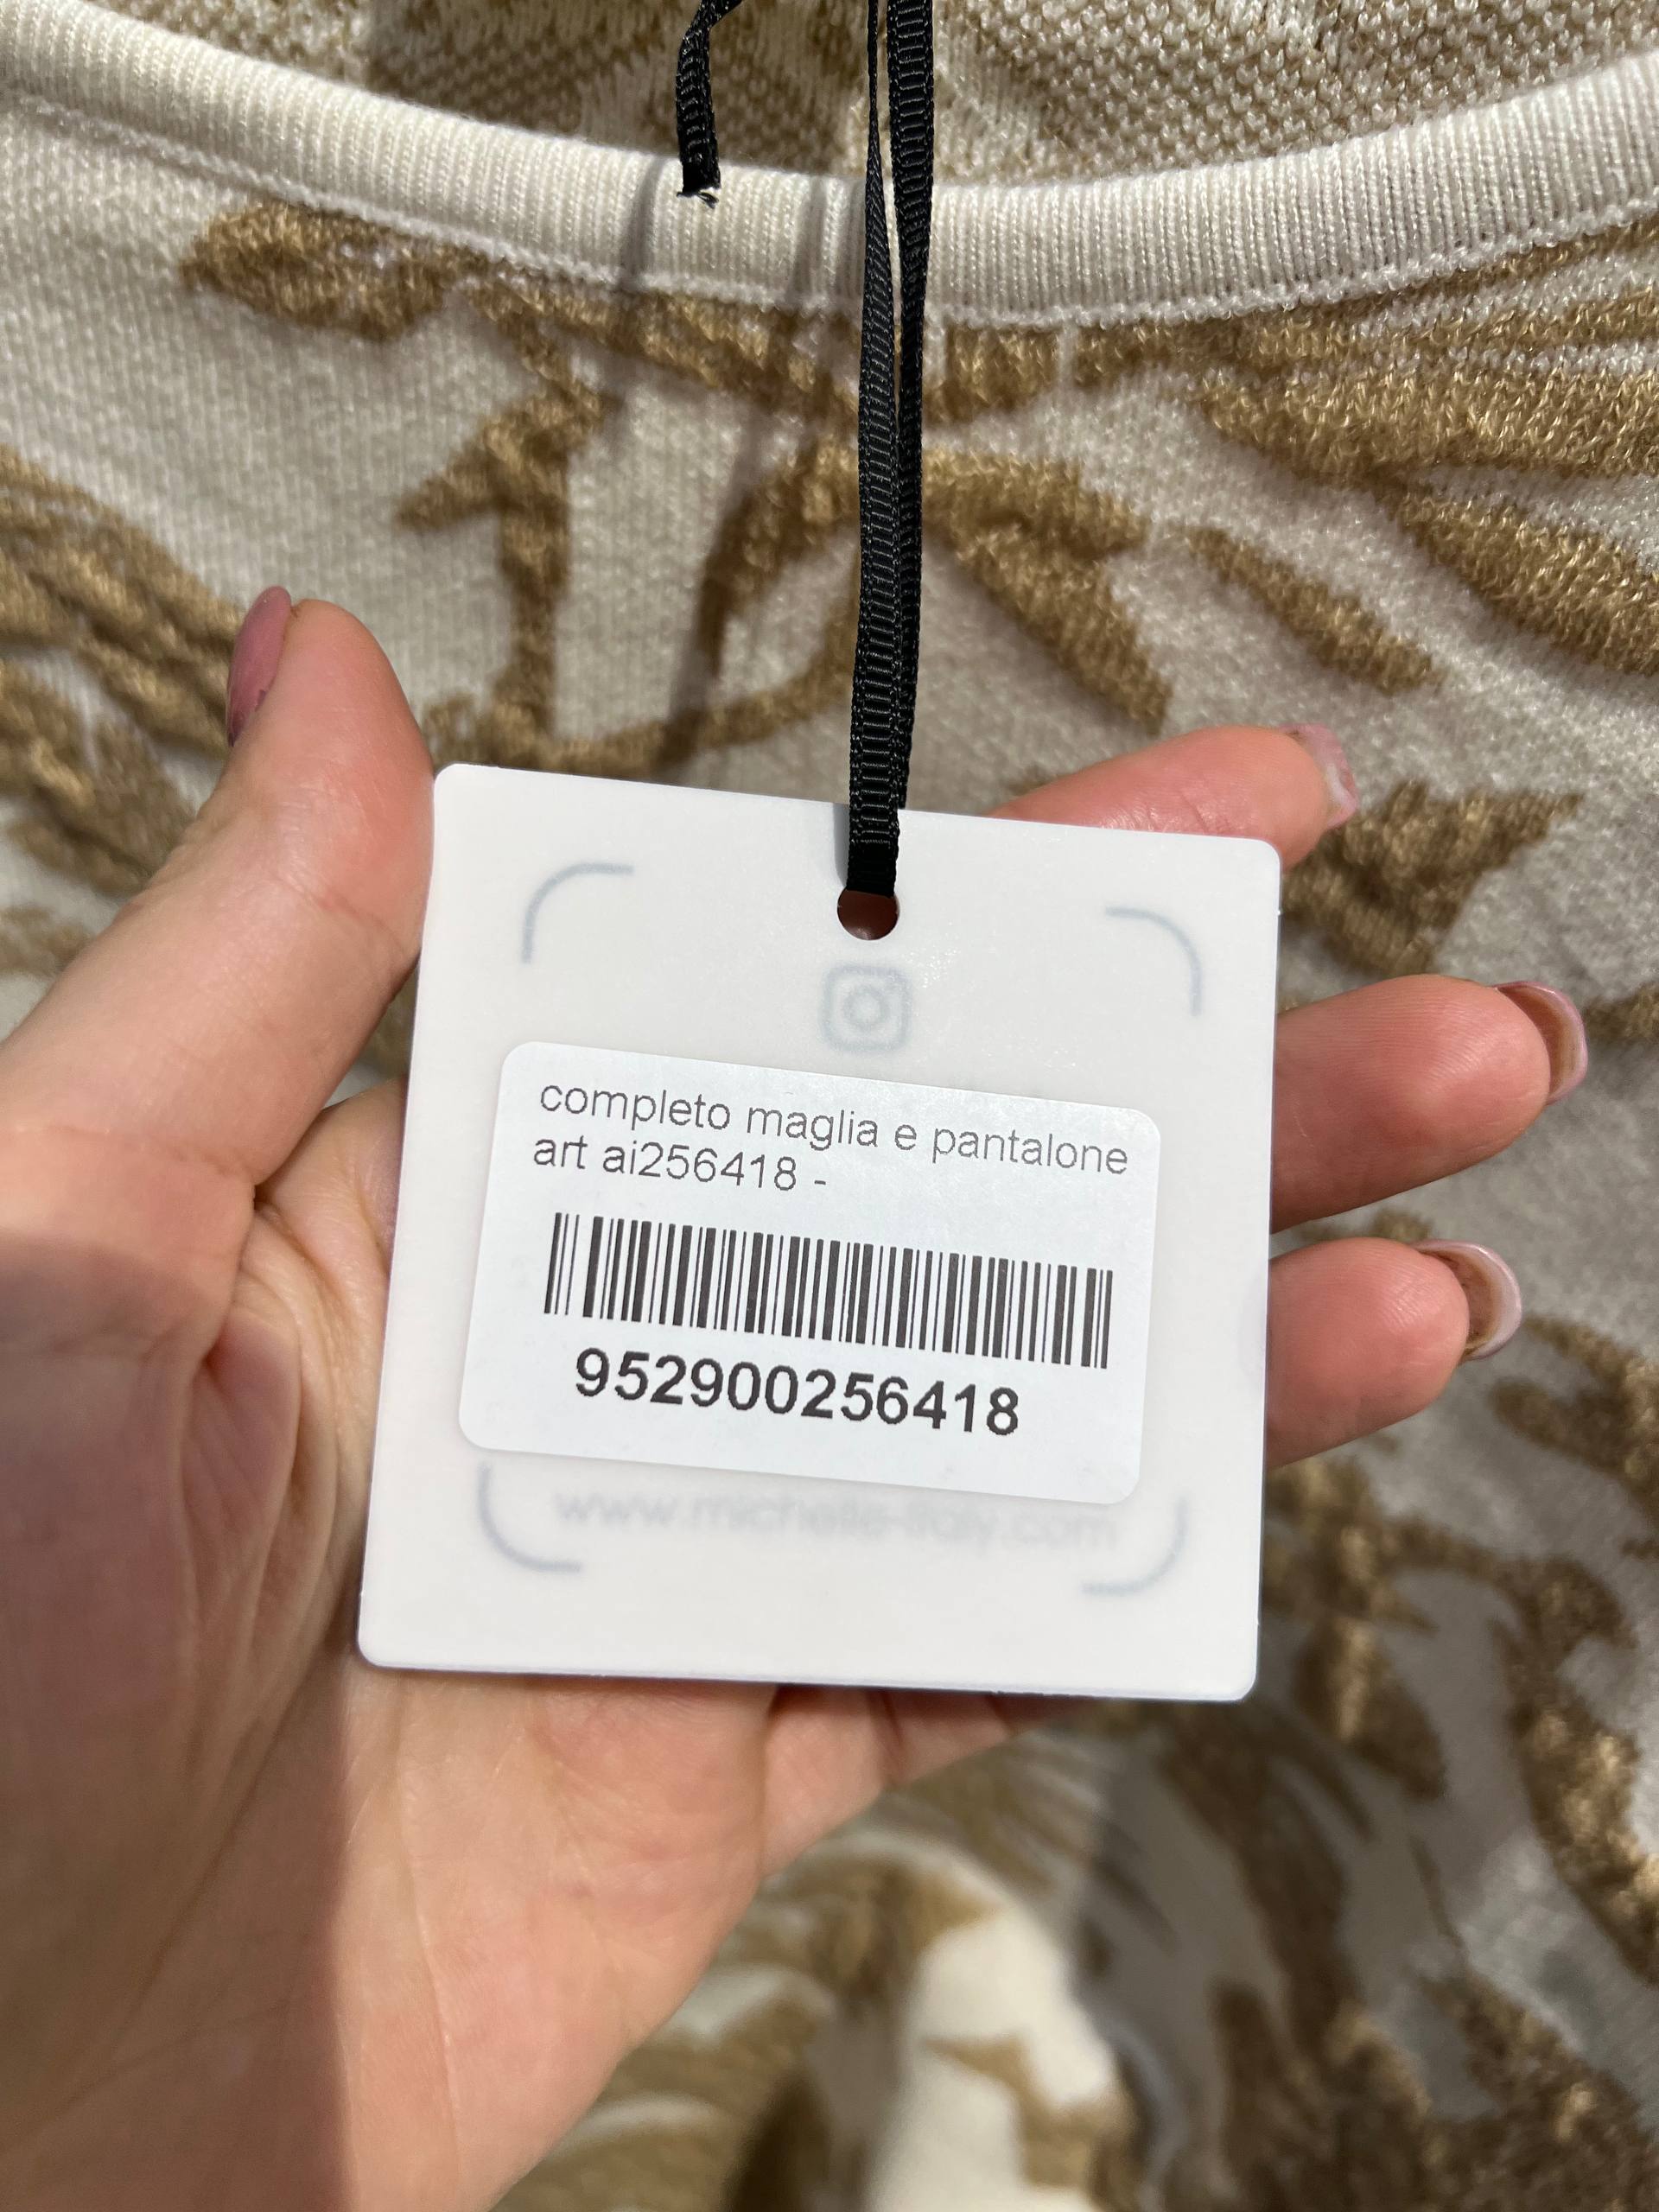 completo maglia e pantalone
art ai256418 -
952900256418
www.michelle-italy.com